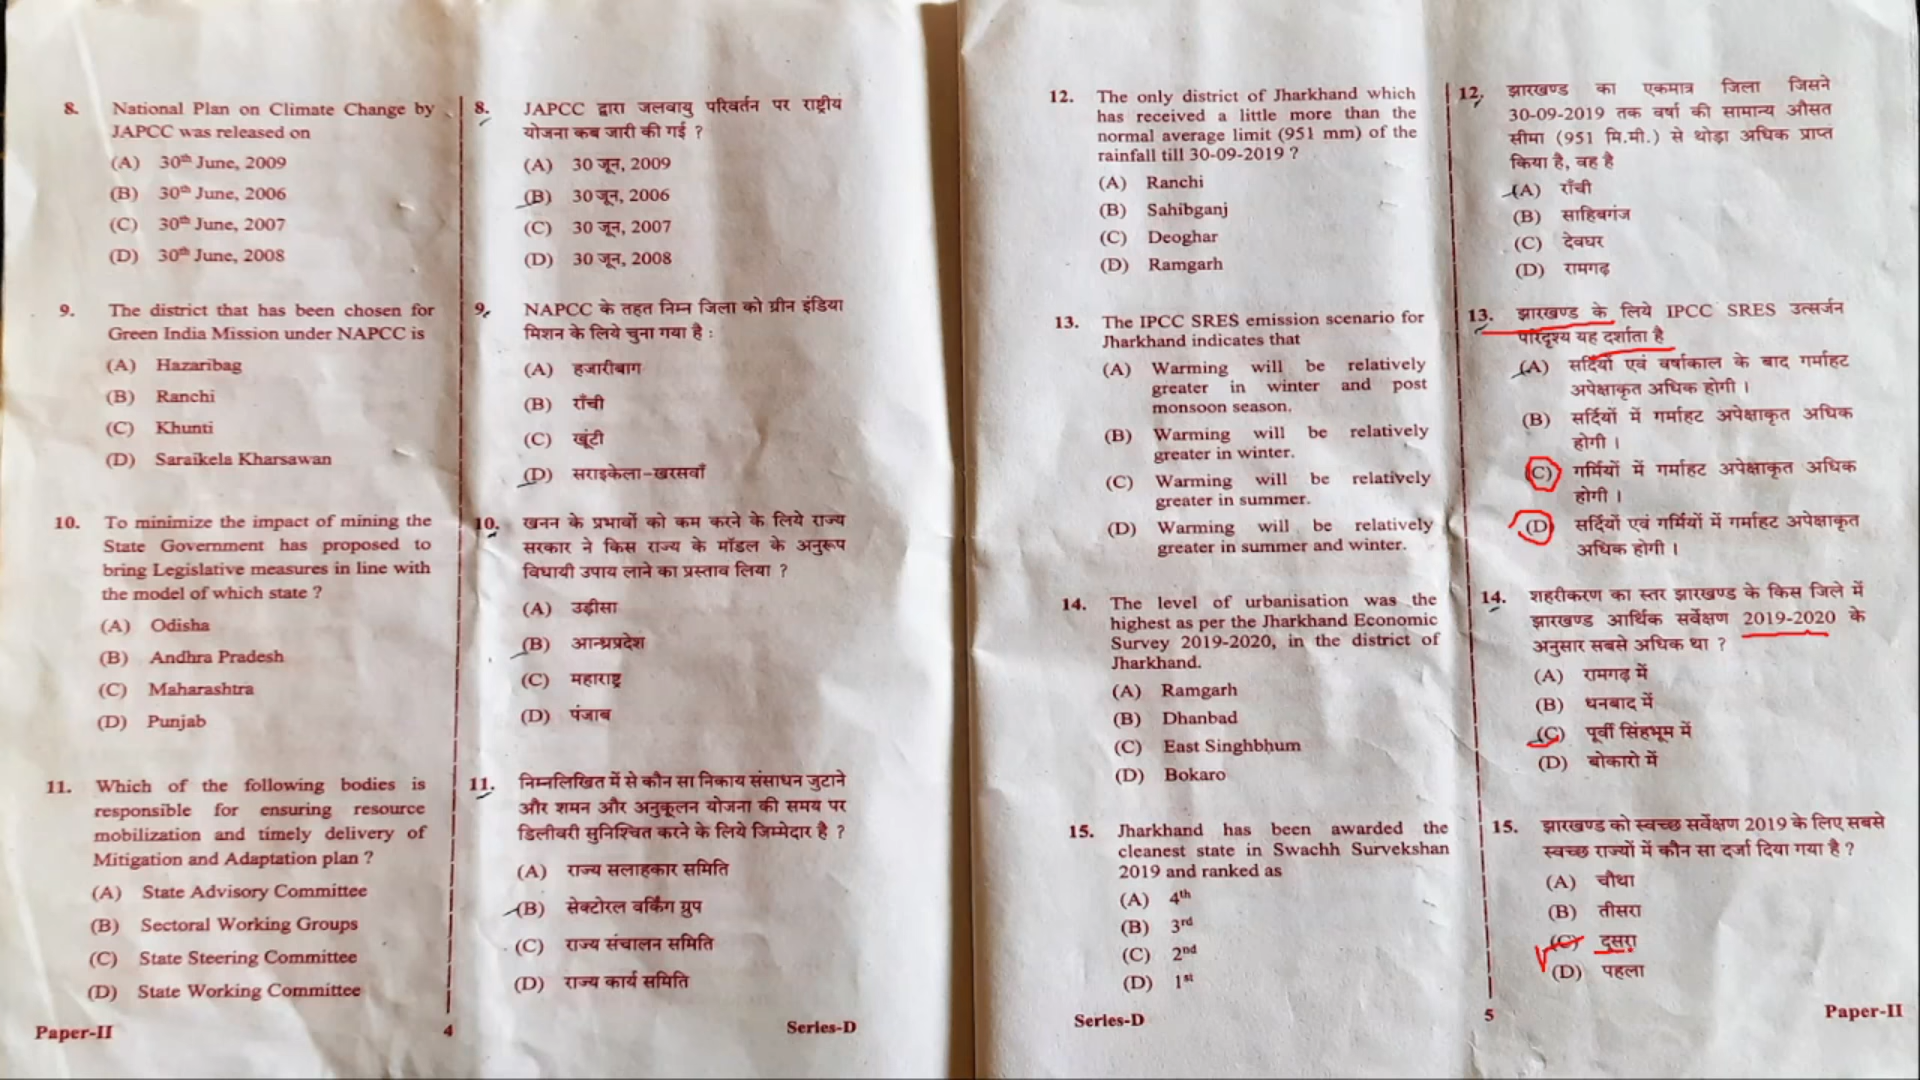 8. National Plan on Climate Change by
JAPCC was released on
(A) 30th June, 2009
(B) 30th June, 2006
(C) 30th June, 2007
(D) 30th June, 2008
9. The district that has been chosen for
Green India Mission under NAPCC is
(A) Hazaribag
(B) Ranchi
(C) Khunti
(D) Saraikela Kharsawan
10. To minimize the impact of mining the
State Government has proposed to
bring Legislative measures in line with
the model of which state ?
(A) Odisha
(B) Andhra Pradesh
(C) Maharashtra
(D) Punjab
11. Which of the following bodies is
responsible for ensuring resource
mobilization and timely delivery of
Mitigation and Adaptation plan ?
(A) State Advisory Committee
(B) Sectoral Working Groups
(C) State Steering Committee
(D) State Working Committee
8. JAPCC द्वारा जलवायु परिवर्तन पर राष्ट्रीय
योजना कब जारी की गई ?
(A) 30 जून, 2009
(B) 30 जून, 2006
(C) 30 जून, 2007
(D) 30 जून, 2008
9. NAPCC के तहत निम्न जिला को ग्रीन इंडिया
मिशन के लिये चुना गया है :
(A) हजारीबाग
(B) राँची
(C) खूंटी
(D) सराइकेला-खरसवाँ
10. खनन के प्रभावों को कम करने के लिये राज्य
सरकार ने किस राज्य के मॉडल के अनुरूप
विधायी उपाय लाने का प्रस्ताव लिया ?
(A) उड़ीसा
(B) आन्ध्रप्रदेश
(C) महाराष्ट्र
(D) पंजाब
11. निम्नलिखित में से कौन सा निकाय संसाधन जुटाने
और शमन और अनुकूलन योजना की समय पर
डिलीवरी सुनिश्चित करने के लिये जिम्मेदार है ?
(A) राज्य सलाहकार समिति
(B) सेक्टोरल वर्किंग ग्रुप
(C) राज्य संचालन समिति
(D) राज्य कार्य समिति
Paper-II 4 Series-D
12. The only district of Jharkhand which
has received a little more than the
normal average limit (951 mm) of the
rainfall till 30-09-2019 ?
(A) Ranchi
(B) Sahibganj
(C) Deoghar
(D) Ramgarh
13. The IPCC SRES emission scenario for
Jharkhand indicates that
(A) Warming will be relatively
greater in winter and post
monsoon season.
(B) Warming will be relatively
greater in winter.
(C) Warming will be relatively
greater in summer.
(D) Warming will be relatively
greater in summer and winter.
14. The level of urbanisation was the
highest as per the Jharkhand Economic
Survey 2019-2020, in the district of
Jharkhand.
(A) Ramgarh
(B) Dhanbad
(C) East Singhbhum
(D) Bokaro
15. Jharkhand has been awarded the
cleanest state in Swachh Survekshan
2019 and ranked as
(A) 4th
(B) 3rd
(C) 2nd
(D) 1st
12. झारखण्ड का एकमात्र जिला जिसने
30-09-2019 तक वर्षा की सामान्य औसत
सीमा (951 मि.मी.) से थोड़ा अधिक प्राप्त
किया है, वह है
(A) राँची
(B) साहिबगंज
(C) देवघर
(D) रामगढ़
13. झारखण्ड के लिये IPCC SRES उत्सर्जन
परिदृश्य यह दर्शाता है
(A) सर्दियों एवं वर्षाकाल के बाद गर्माहट
अपेक्षाकृत अधिक होगी ।
(B) सर्दियों में गर्माहट अपेक्षाकृत अधिक
होगी ।
(C) गर्मियों में गर्माहट अपेक्षाकृत अधिक
होगी ।
(D) सर्दियों एवं गर्मियों में गर्माहट अपेक्षाकृत
अधिक होगी ।
14. शहरीकरण का स्तर झारखण्ड के किस जिले में
झारखण्ड आर्थिक सर्वेक्षण 2019-2020 के
अनुसार सबसे अधिक था ?
(A) रामगढ़ में
(B) धनबाद में
(C) पूर्वी सिंहभूम में
(D) बोकारो में
15. झारखण्ड को स्वच्छ सर्वेक्षण 2019 के लिए सबसे
स्वच्छ राज्यों में कौन सा दर्जा दिया गया है ?
(A) चौथा
(B) तीसरा
(C) दूसरा
(D) पहला
Series-D 5 Paper-II